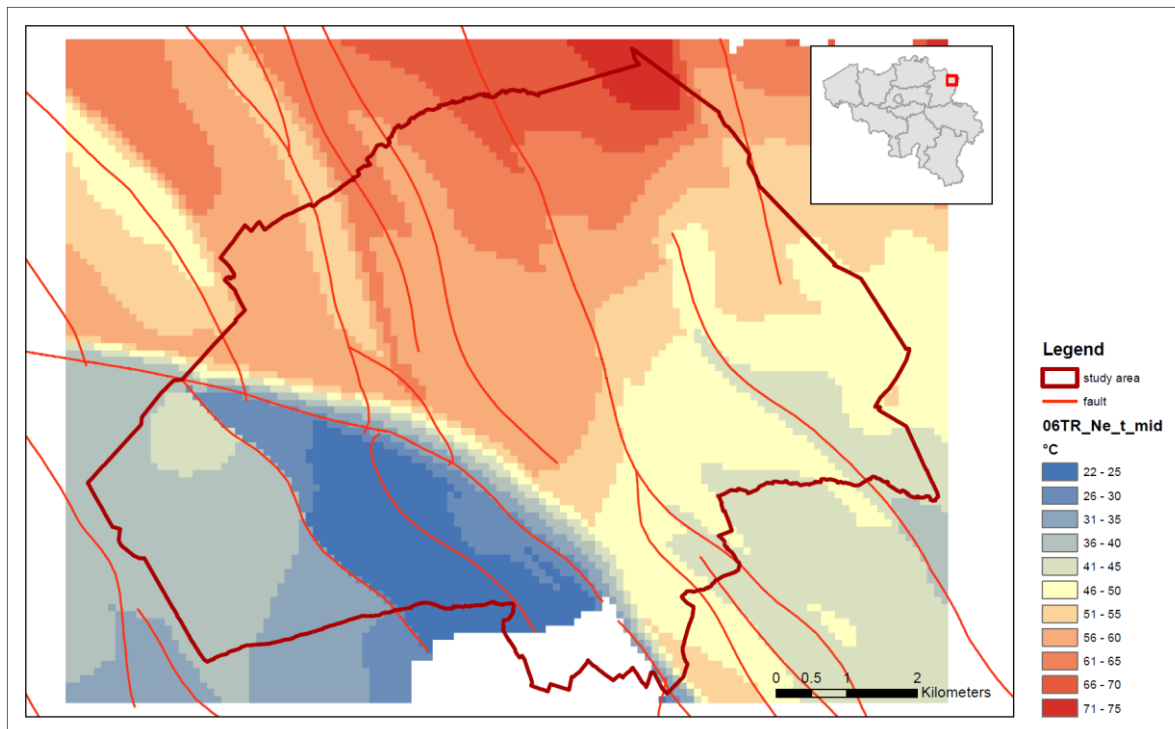 Legend
study area
fault
06TR_Ne_t_mid
°C
22 - 25
26 - 30
31 - 35
36 - 40
41 - 45
46 - 50
51 - 55
56 - 60
61 - 65
66 - 70
71 - 75
0 0.5 1 2
Kilometers